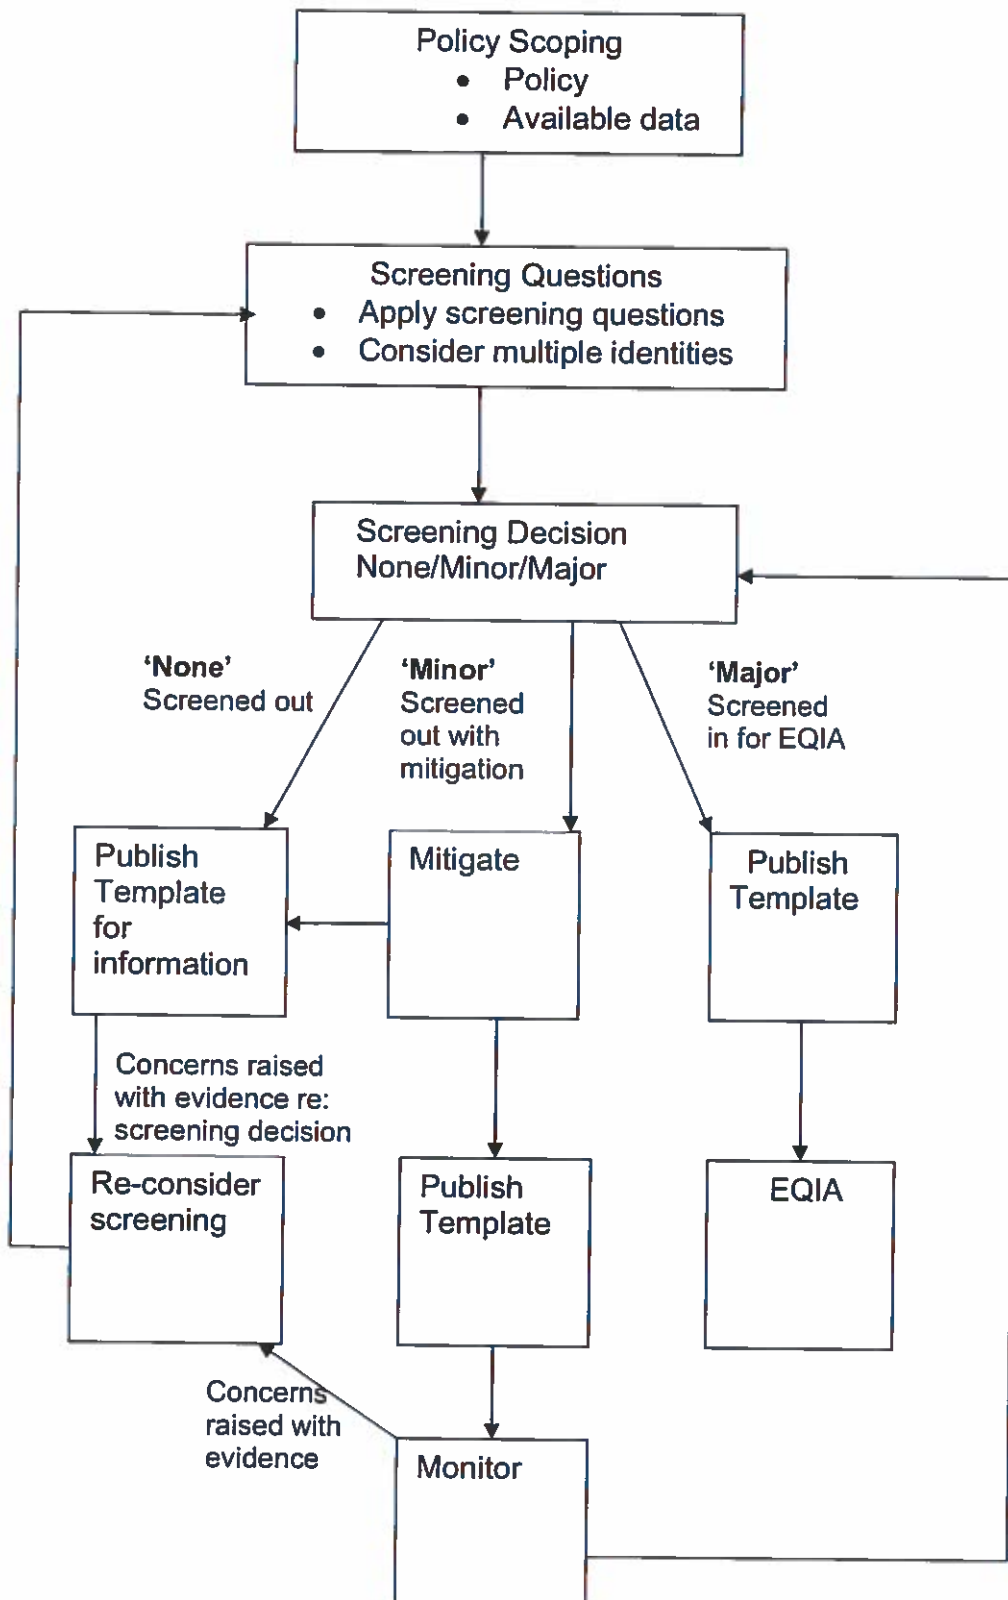 Policy Scoping
• Policy
• Available data
Screening Questions
• Apply screening questions
• Consider multiple identities
Screening Decision
None/Minor/Major
‘None’
Screened out
‘Minor’
Screened
out with
mitigation
‘Major’
Screened
in for EQIA
Publish
Template
for
information
Mitigate
Publish
Template
Concerns raised
with evidence re:
screening decision
Re-consider
screening
Publish
Template
EQIA
Concerns
raised with
evidence
Monitor